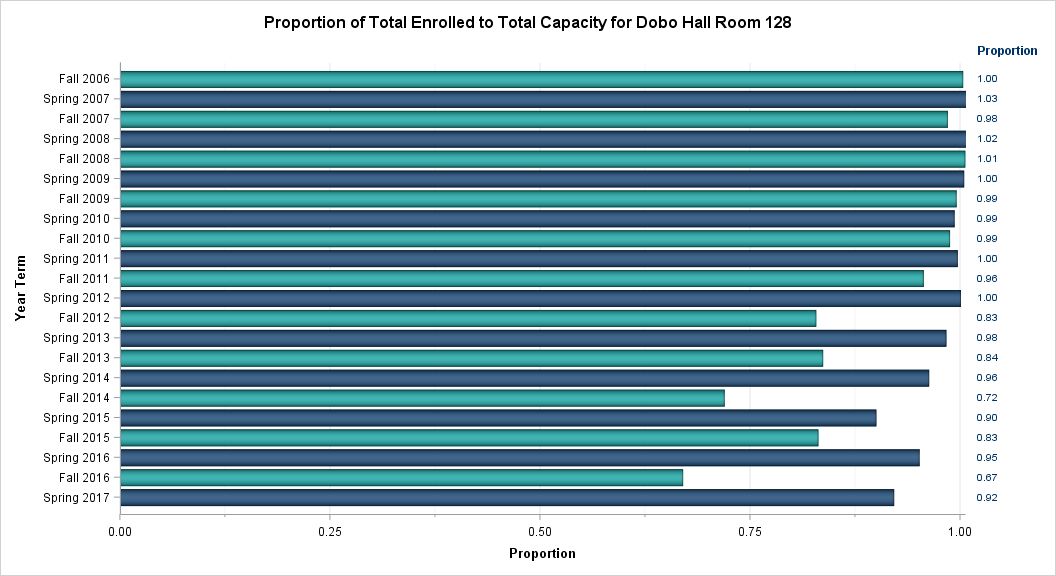 Proportion of Total Enrolled to Total Capacity for Dobo Hall Room 128
Proportion
Fall 2006 1.00
Spring 2007 1.03
Fall 2007 0.98
Spring 2008 1.02
Fall 2008 1.01
Spring 2009 1.00
Fall 2009 0.99
Spring 2010 0.99
Fall 2010 0.99
Spring 2011 1.00
Fall 2011 0.96
Spring 2012 1.00
Fall 2012 0.83
Spring 2013 0.98
Fall 2013 0.84
Spring 2014 0.96
Fall 2014 0.72
Spring 2015 0.90
Fall 2015 0.83
Spring 2016 0.95
Fall 2016 0.67
Spring 2017 0.92
Year Term
0.00 0.25 0.50 0.75 1.00
Proportion